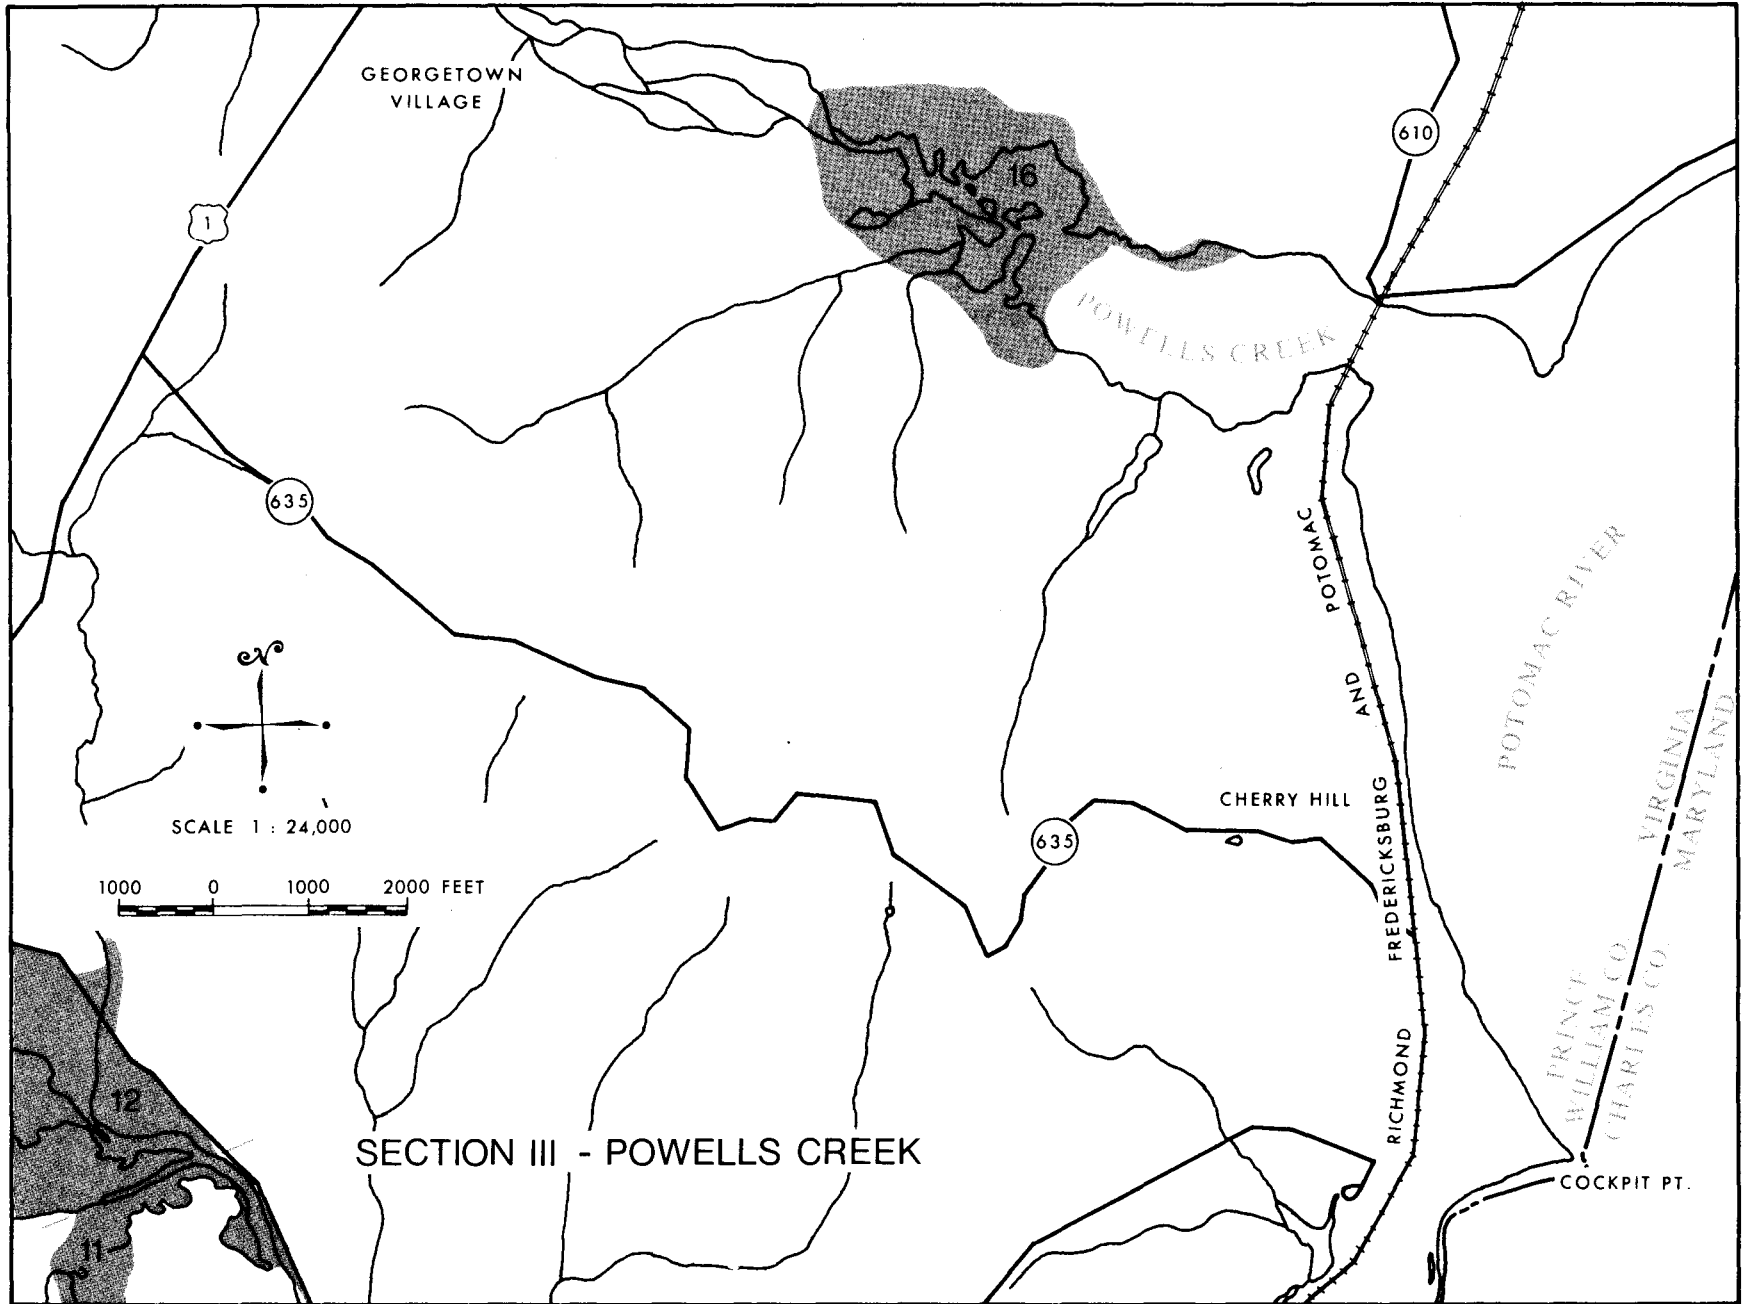 GEORGETOWN
VILLAGE
16
610
1
POWELLS CREEK
635
POTOMAC RIVER
N
SCALE 1 : 24,000
1000 0 1000 2000 FEET
RICHMOND FREDERICKSBURG AND POTOMAC
CHERRY HILL
635
VIRGINIA
MARYLAND
PRINCE
WILLIAM CO.
CHARLES CO.
12
SECTION III - POWELLS CREEK
COCKPIT PT.
11